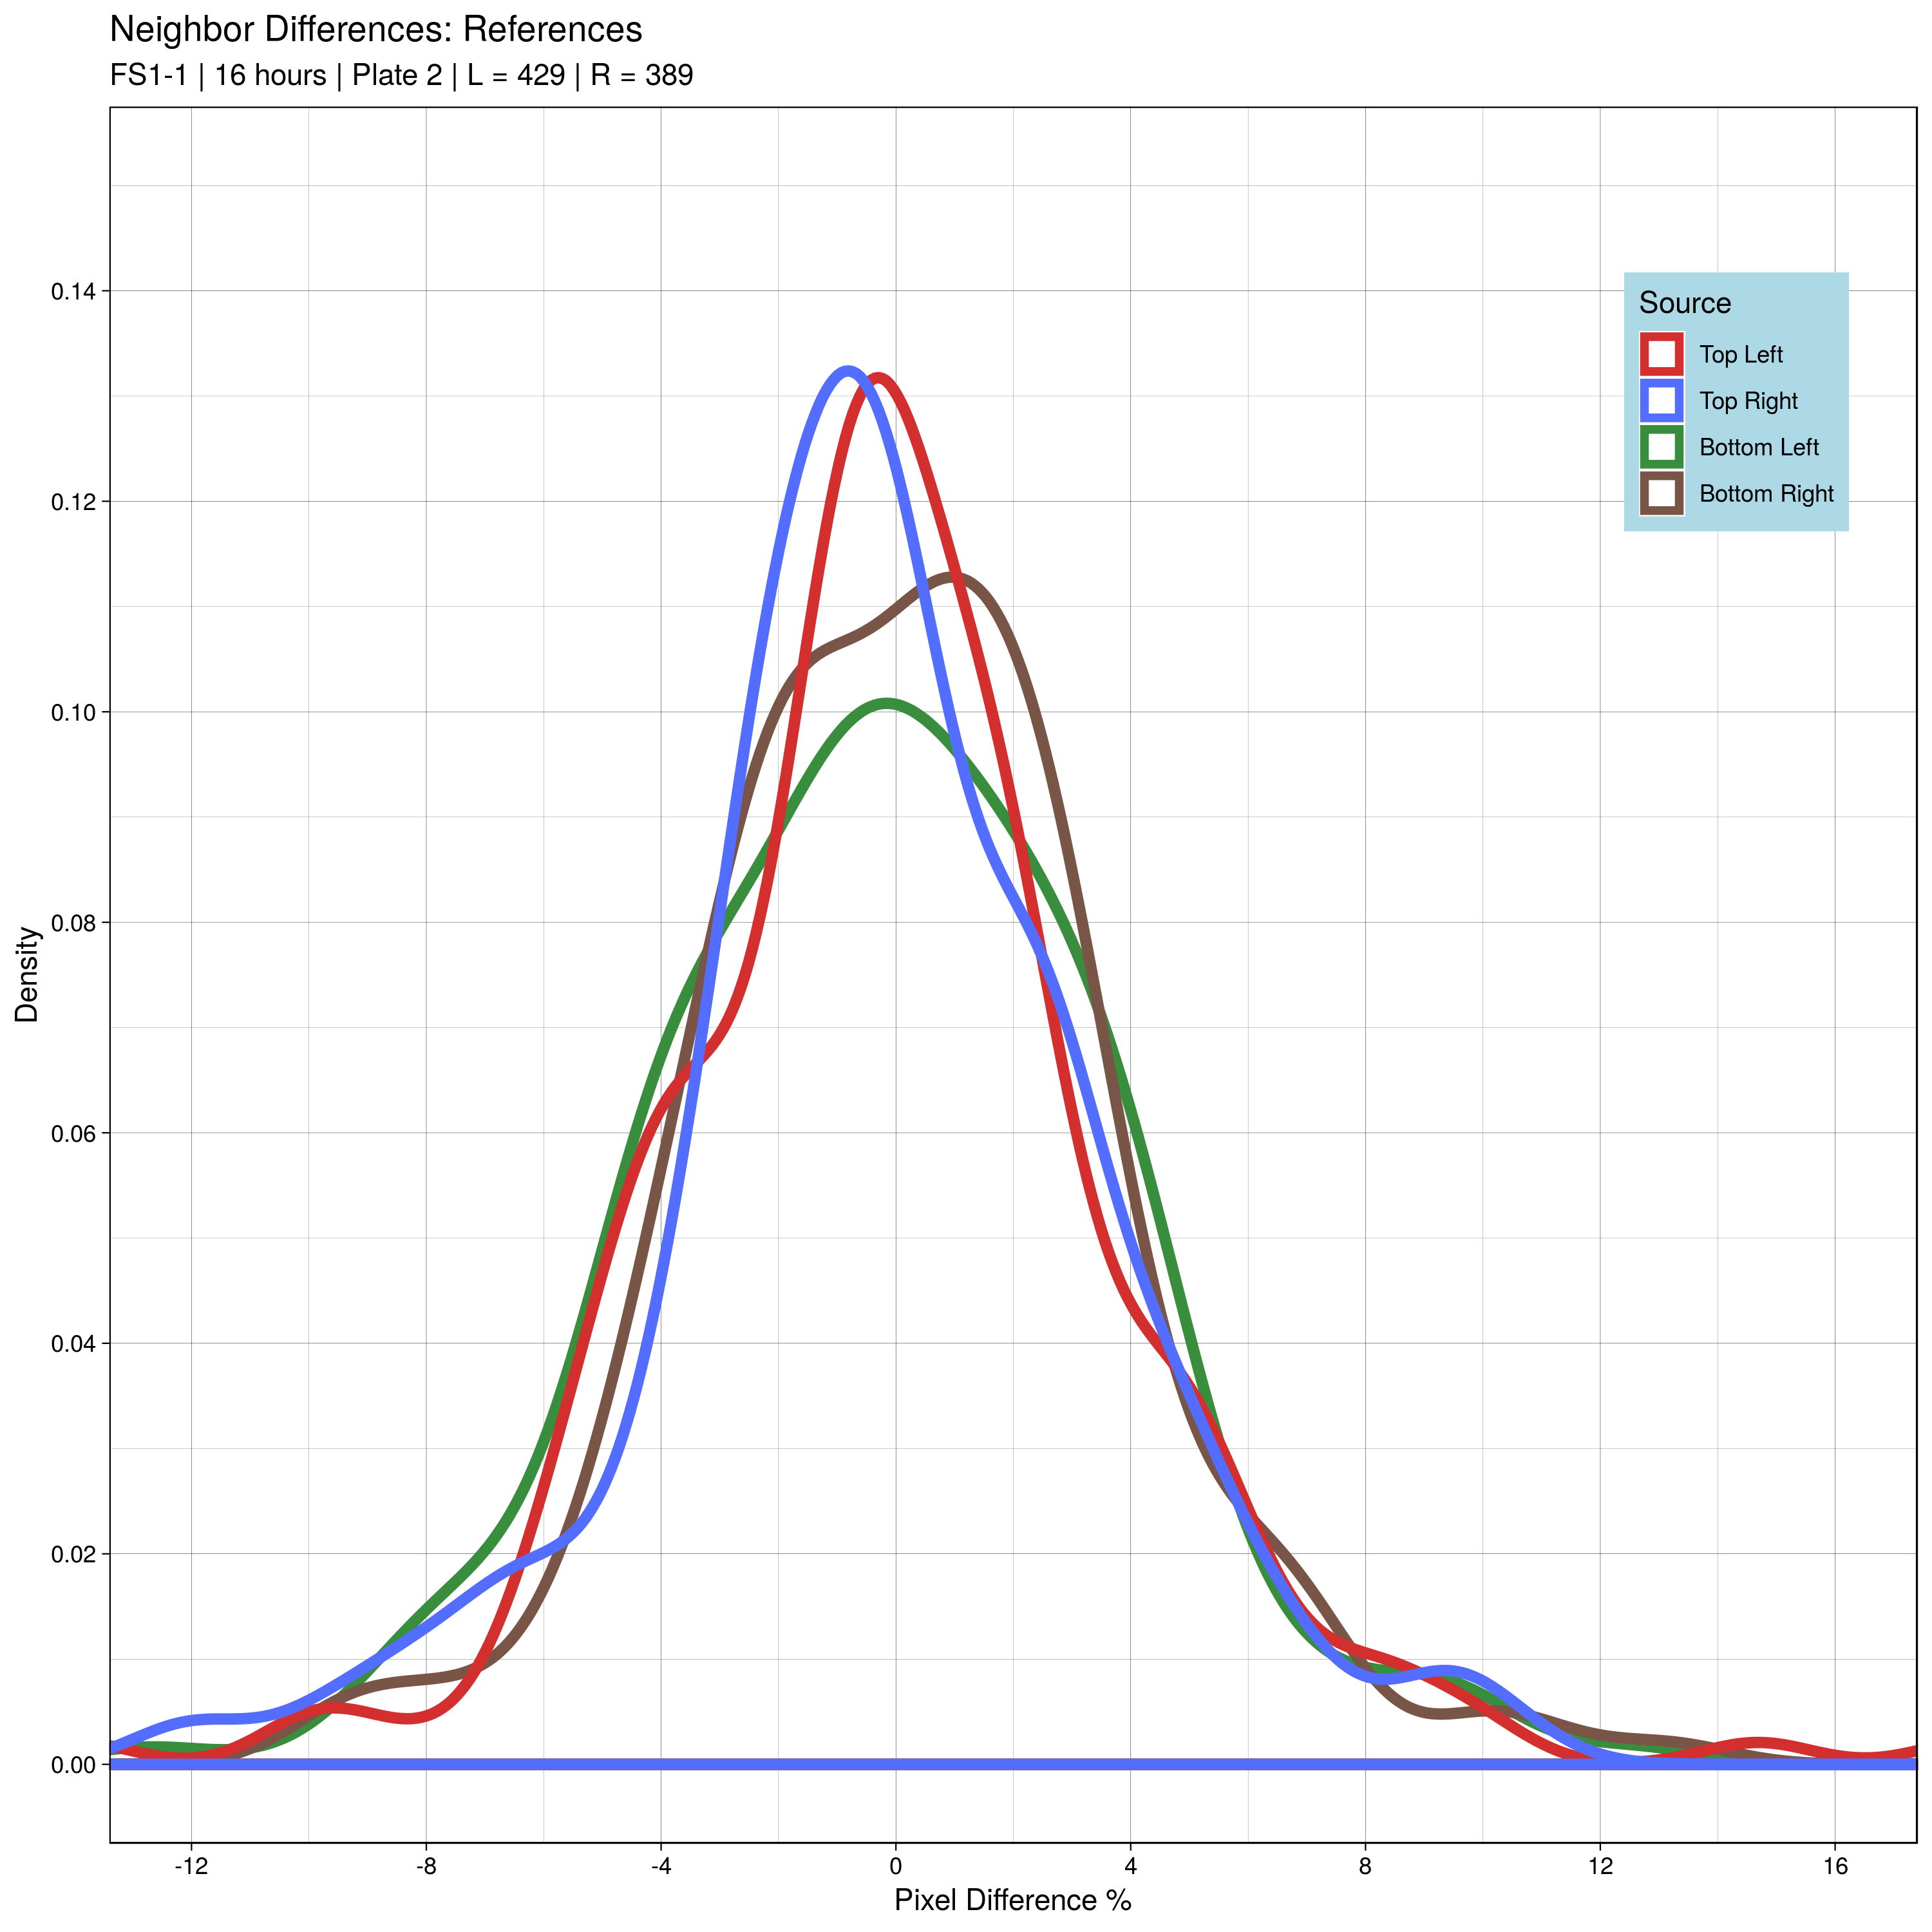 Neighbor Differences: References
FS1-1 | 16 hours | Plate 2 | L = 429 | R = 389
Source
Top Left
Top Right
Bottom Left
Bottom Right
Density
0.14
0.12
0.10
0.08
0.06
0.04
0.02
0.00
-12 -8 -4 0 4 8 12 16
Pixel Difference %